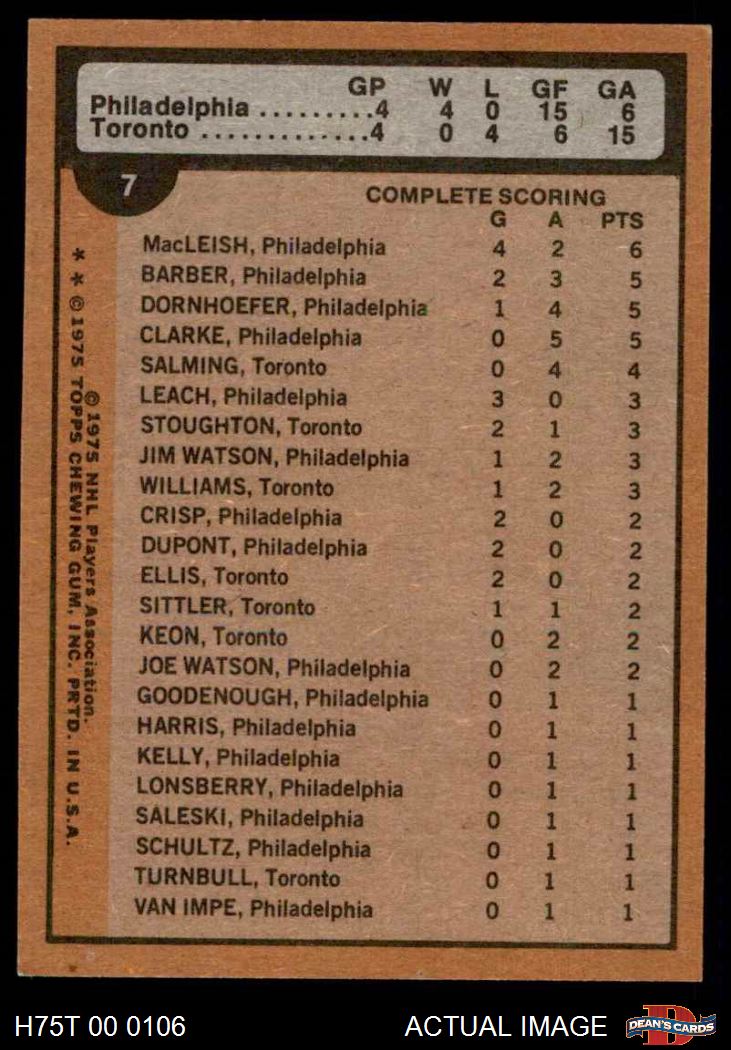 GP W L GF GA
Philadelphia .........4 4 0 15 6
Toronto .............4 0 4 6 15
7
COMPLETE SCORING
G A PTS
MacLEISH, Philadelphia 4 2 6
BARBER, Philadelphia 2 3 5
DORNHOEFER, Philadelphia 1 4 5
CLARKE, Philadelphia 0 5 5
SALMING, Toronto 0 4 4
LEACH, Philadelphia 3 0 3
STOUGHTON, Toronto 2 1 3
JIM WATSON, Philadelphia 1 2 3
WILLIAMS, Toronto 1 2 3
CRISP, Philadelphia 2 0 2
DUPONT, Philadelphia 2 0 2
ELLIS, Toronto 2 0 2
SITTLER, Toronto 1 1 2
KEON, Toronto 0 2 2
JOE WATSON, Philadelphia 0 2 2
GOODENOUGH, Philadelphia 0 1 1
HARRIS, Philadelphia 0 1 1
KELLY, Philadelphia 0 1 1
LONSBERRY, Philadelphia 0 1 1
SALESKI, Philadelphia 0 1 1
SCHULTZ, Philadelphia 0 1 1
TURNBULL, Toronto 0 1 1
VAN IMPE, Philadelphia 0 1 1
©1975 NHL Players Association.
* * ©1975 TOPPS CHEWING GUM, INC. PRTD. IN U.S.A.
H75T 00 0106 ACTUAL IMAGE
D
DEAN'S CARDS